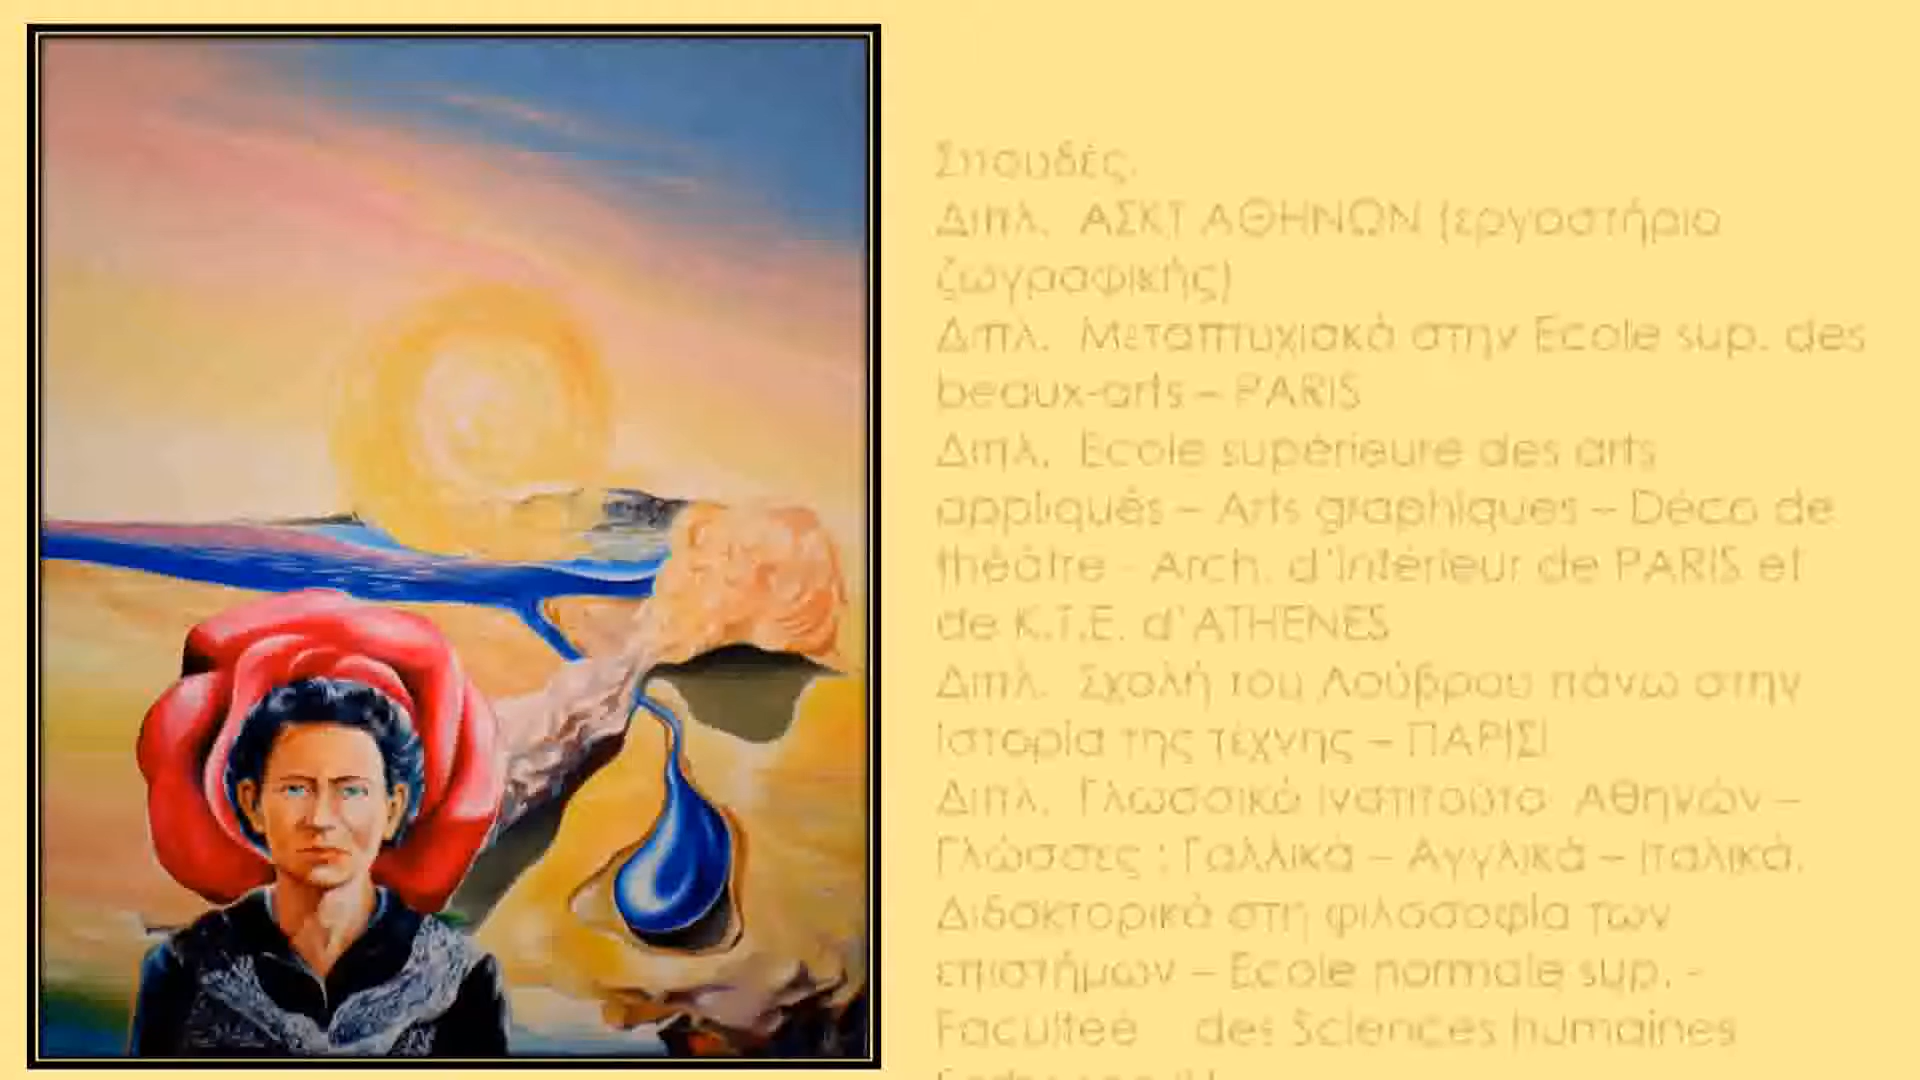 Σπουδές.
Διπλ. ΑΣΚΤ ΑΘΗΝΩΝ (εργαστήριο
ζωγραφικής)
Διπλ. Μεταπτυχιακό στην Ecole sup. des
beaux-arts – PARIS
Διπλ. Ecole supérieure des arts
appliqués – Arts graphiques – Déco de
théâtre - Arch. d'intérieur de PARIS et
de K.T.E. d'ATHENES
Διπλ. Σχολή του Λούβρου πάνω στην
Ιστορία της τέχνης – ΠΑΡΙΣΙ
Διπλ. Γλωσσικό Ινστιτούτο Αθηνών –
Γλώσσες : Γαλλικά – Αγγλικά – Ιταλικά.
Διδακτορικό στη φιλοσοφία των
επιστήμων – Ecole normale sup. -
Faculteé des Sciences humaines